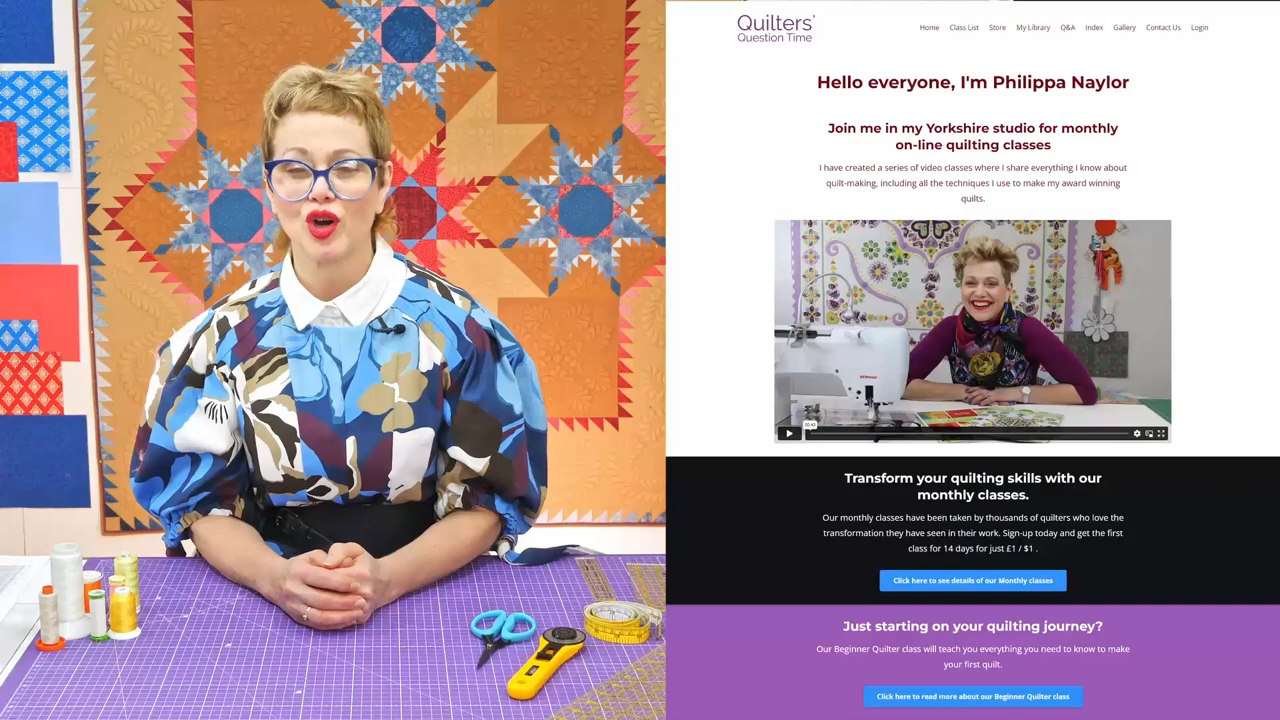 Quilters'
Question Time
Home Class List Store My Library Q&A Index Gallery Contact Us Login
Hello everyone, I'm Philippa Naylor
Join me in my Yorkshire studio for monthly
on-line quilting classes
I have created a series of video classes where I share everything I know about
quilt-making, including all the techniques I use to make my award winning
quilts.
BERNINA
00:43
Transform your quilting skills with our
monthly classes.
Our monthly classes have been taken by thousands of quilters who love the
transformation they have seen in their work. Sign-up today and get the first
class for 14 days for just £1 / $1 .
Click here to see details of our Monthly classes
Just starting on your quilting journey?
Our Beginner Quilter class will teach you everything you need to know to make
your first quilt.
Click here to read more about our Beginner Quilter class